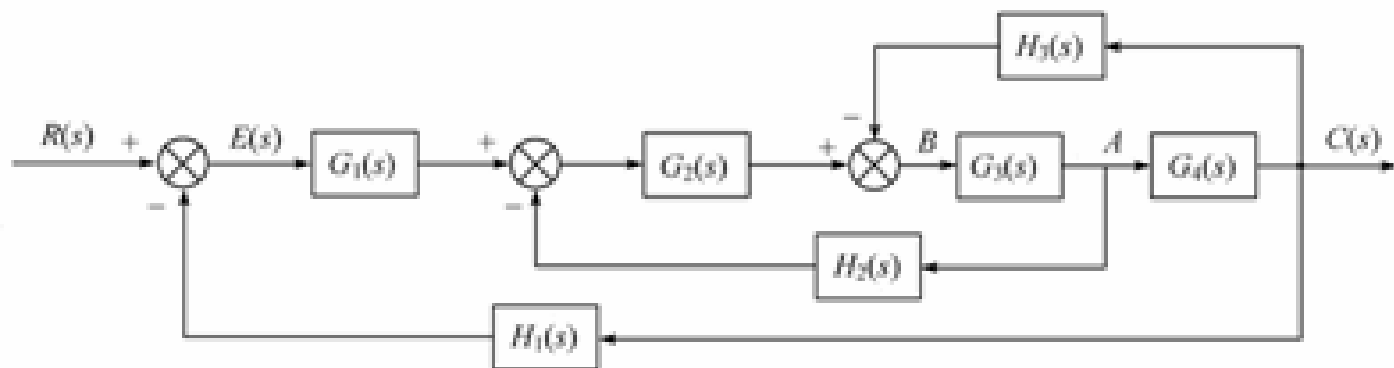 H₃(s)
R(s) + E(s) G₁(s) + G₂(s) + − B G₃(s) A G₄(s) C(s)
− −
H₂(s)
H₁(s)